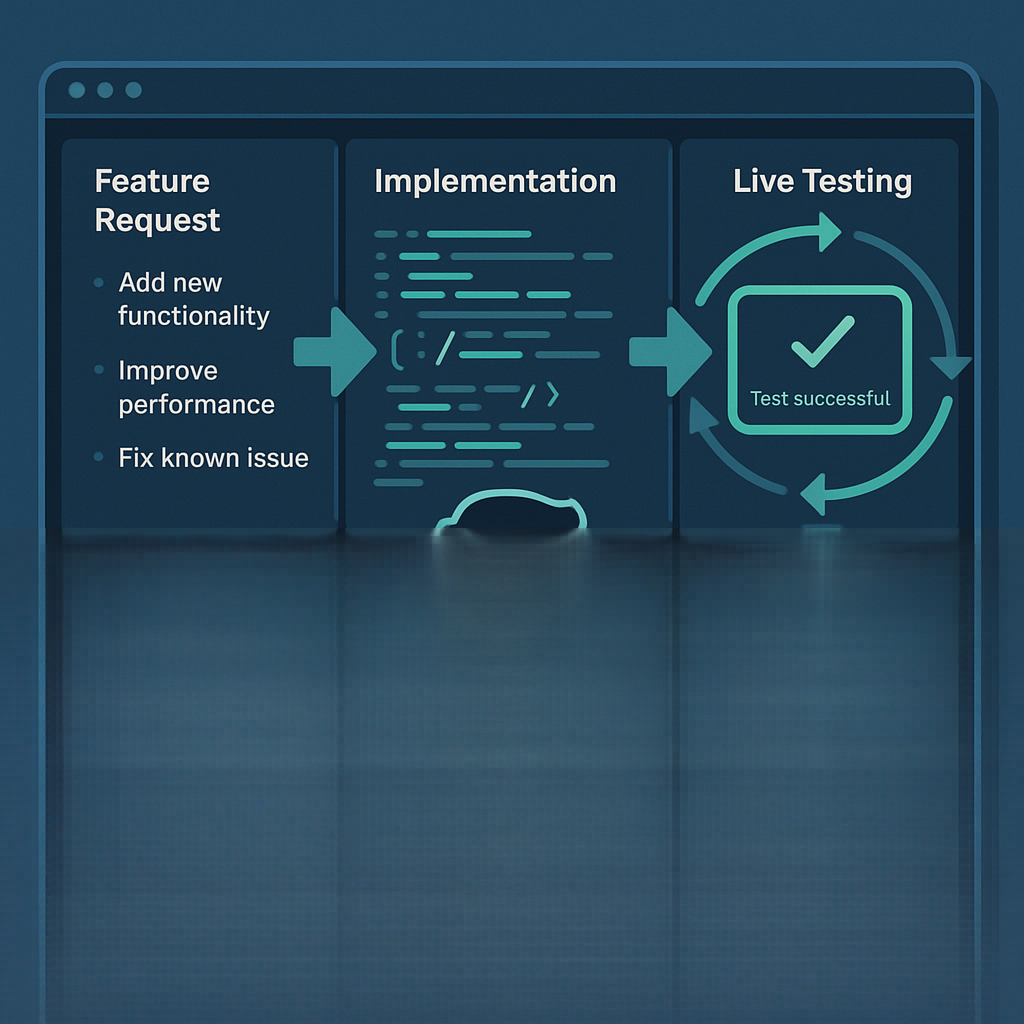 Feature
Request
Add new
functionality
Improve
performance
Fix known issue
Implementation
{ /
/ >
Live Testing
Test successful